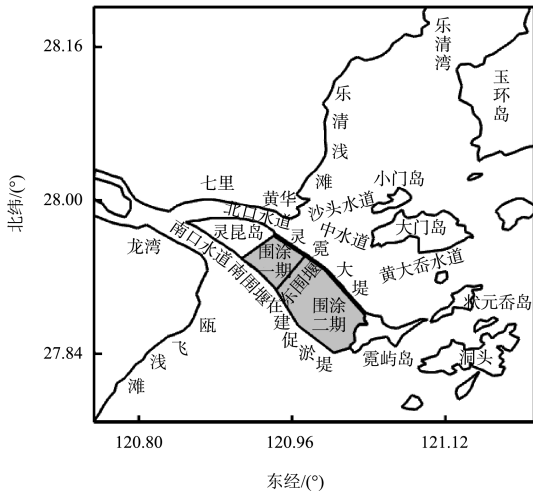 乐清湾
28.16
玉环岛
乐清浅滩
小门岛
七里
黄华
沙头水道
28.00
北口水道
中水道
大门岛
灵昆岛
灵霓大堤
龙湾
南口水道
南围堰
围涂一期
东围堰
黄大岙水道
围涂二期
状元岙岛
在建促淤堤
瓯飞浅滩
27.84
霓屿岛
洞头
北纬/(°)
120.80
120.96
121.12
东经/(°)